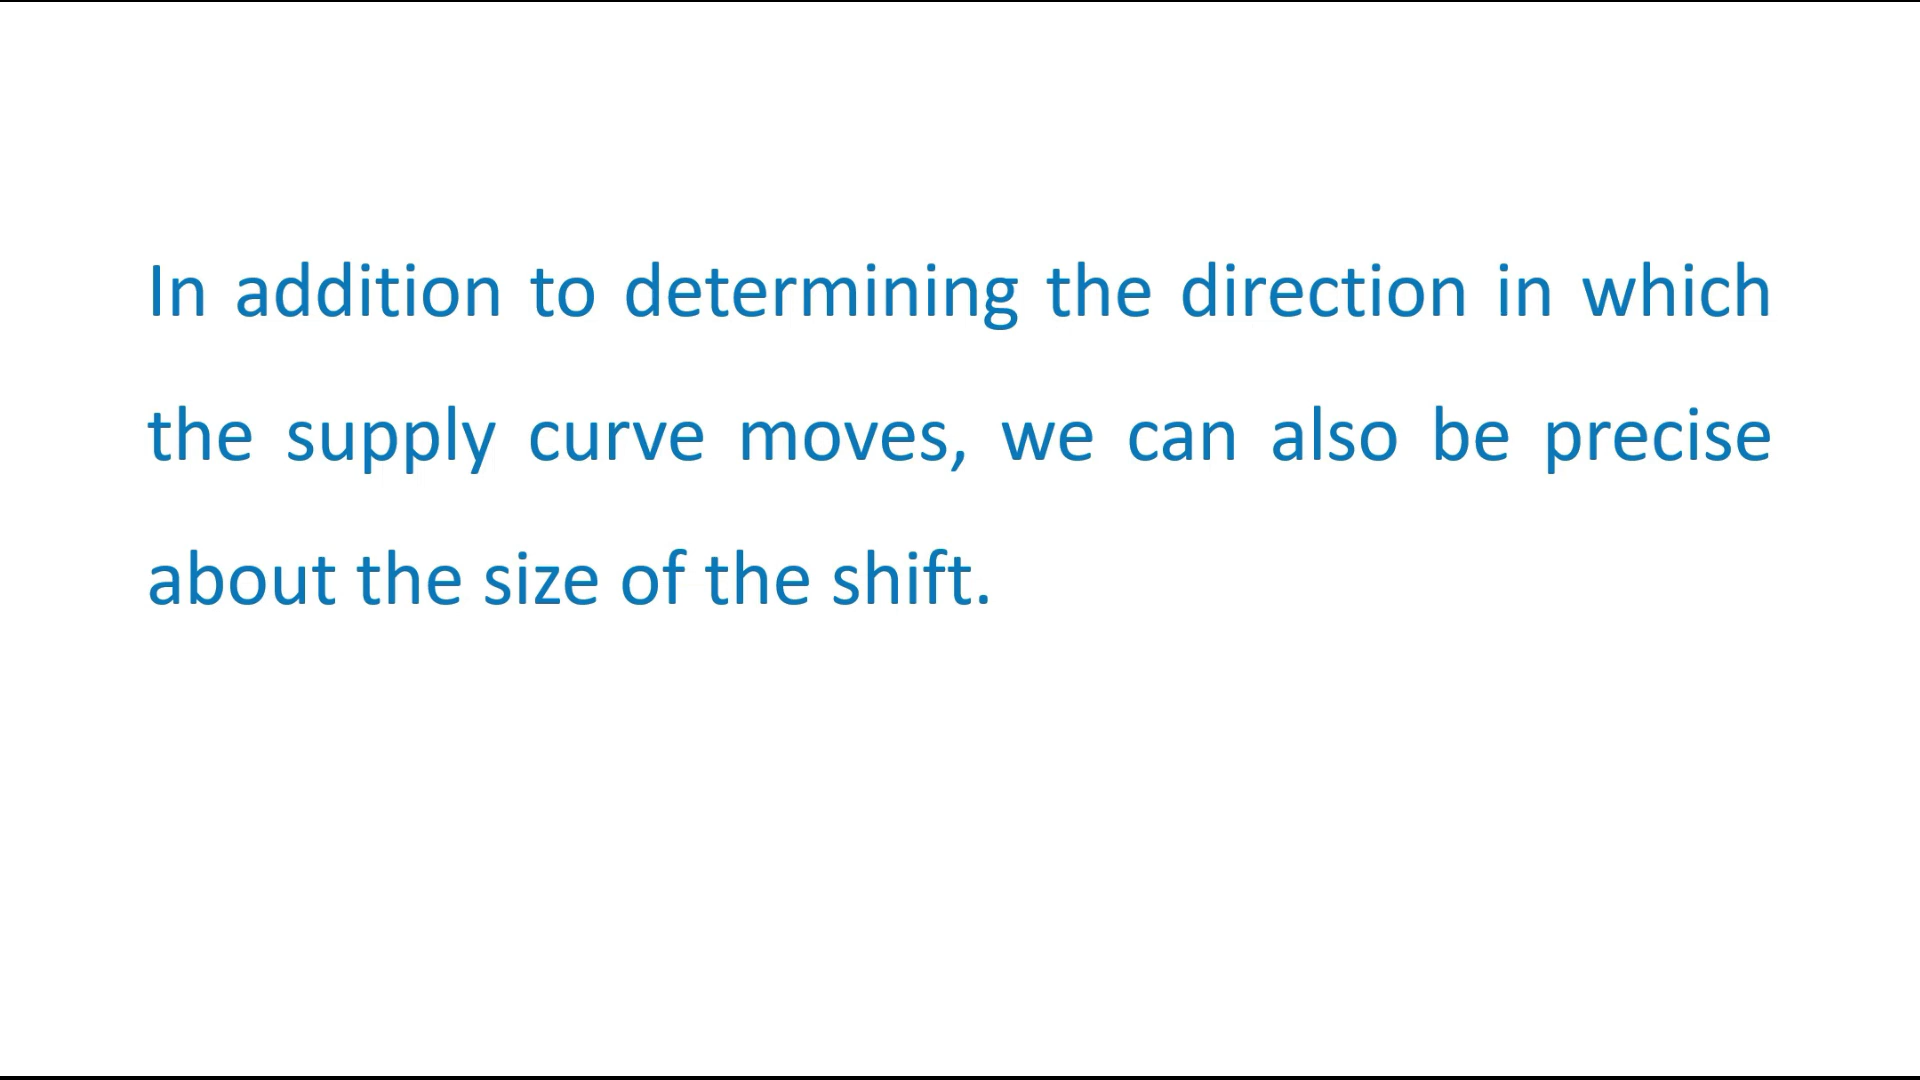 In addition to determining the direction in which
the supply curve moves, we can also be precise
about the size of the shift.